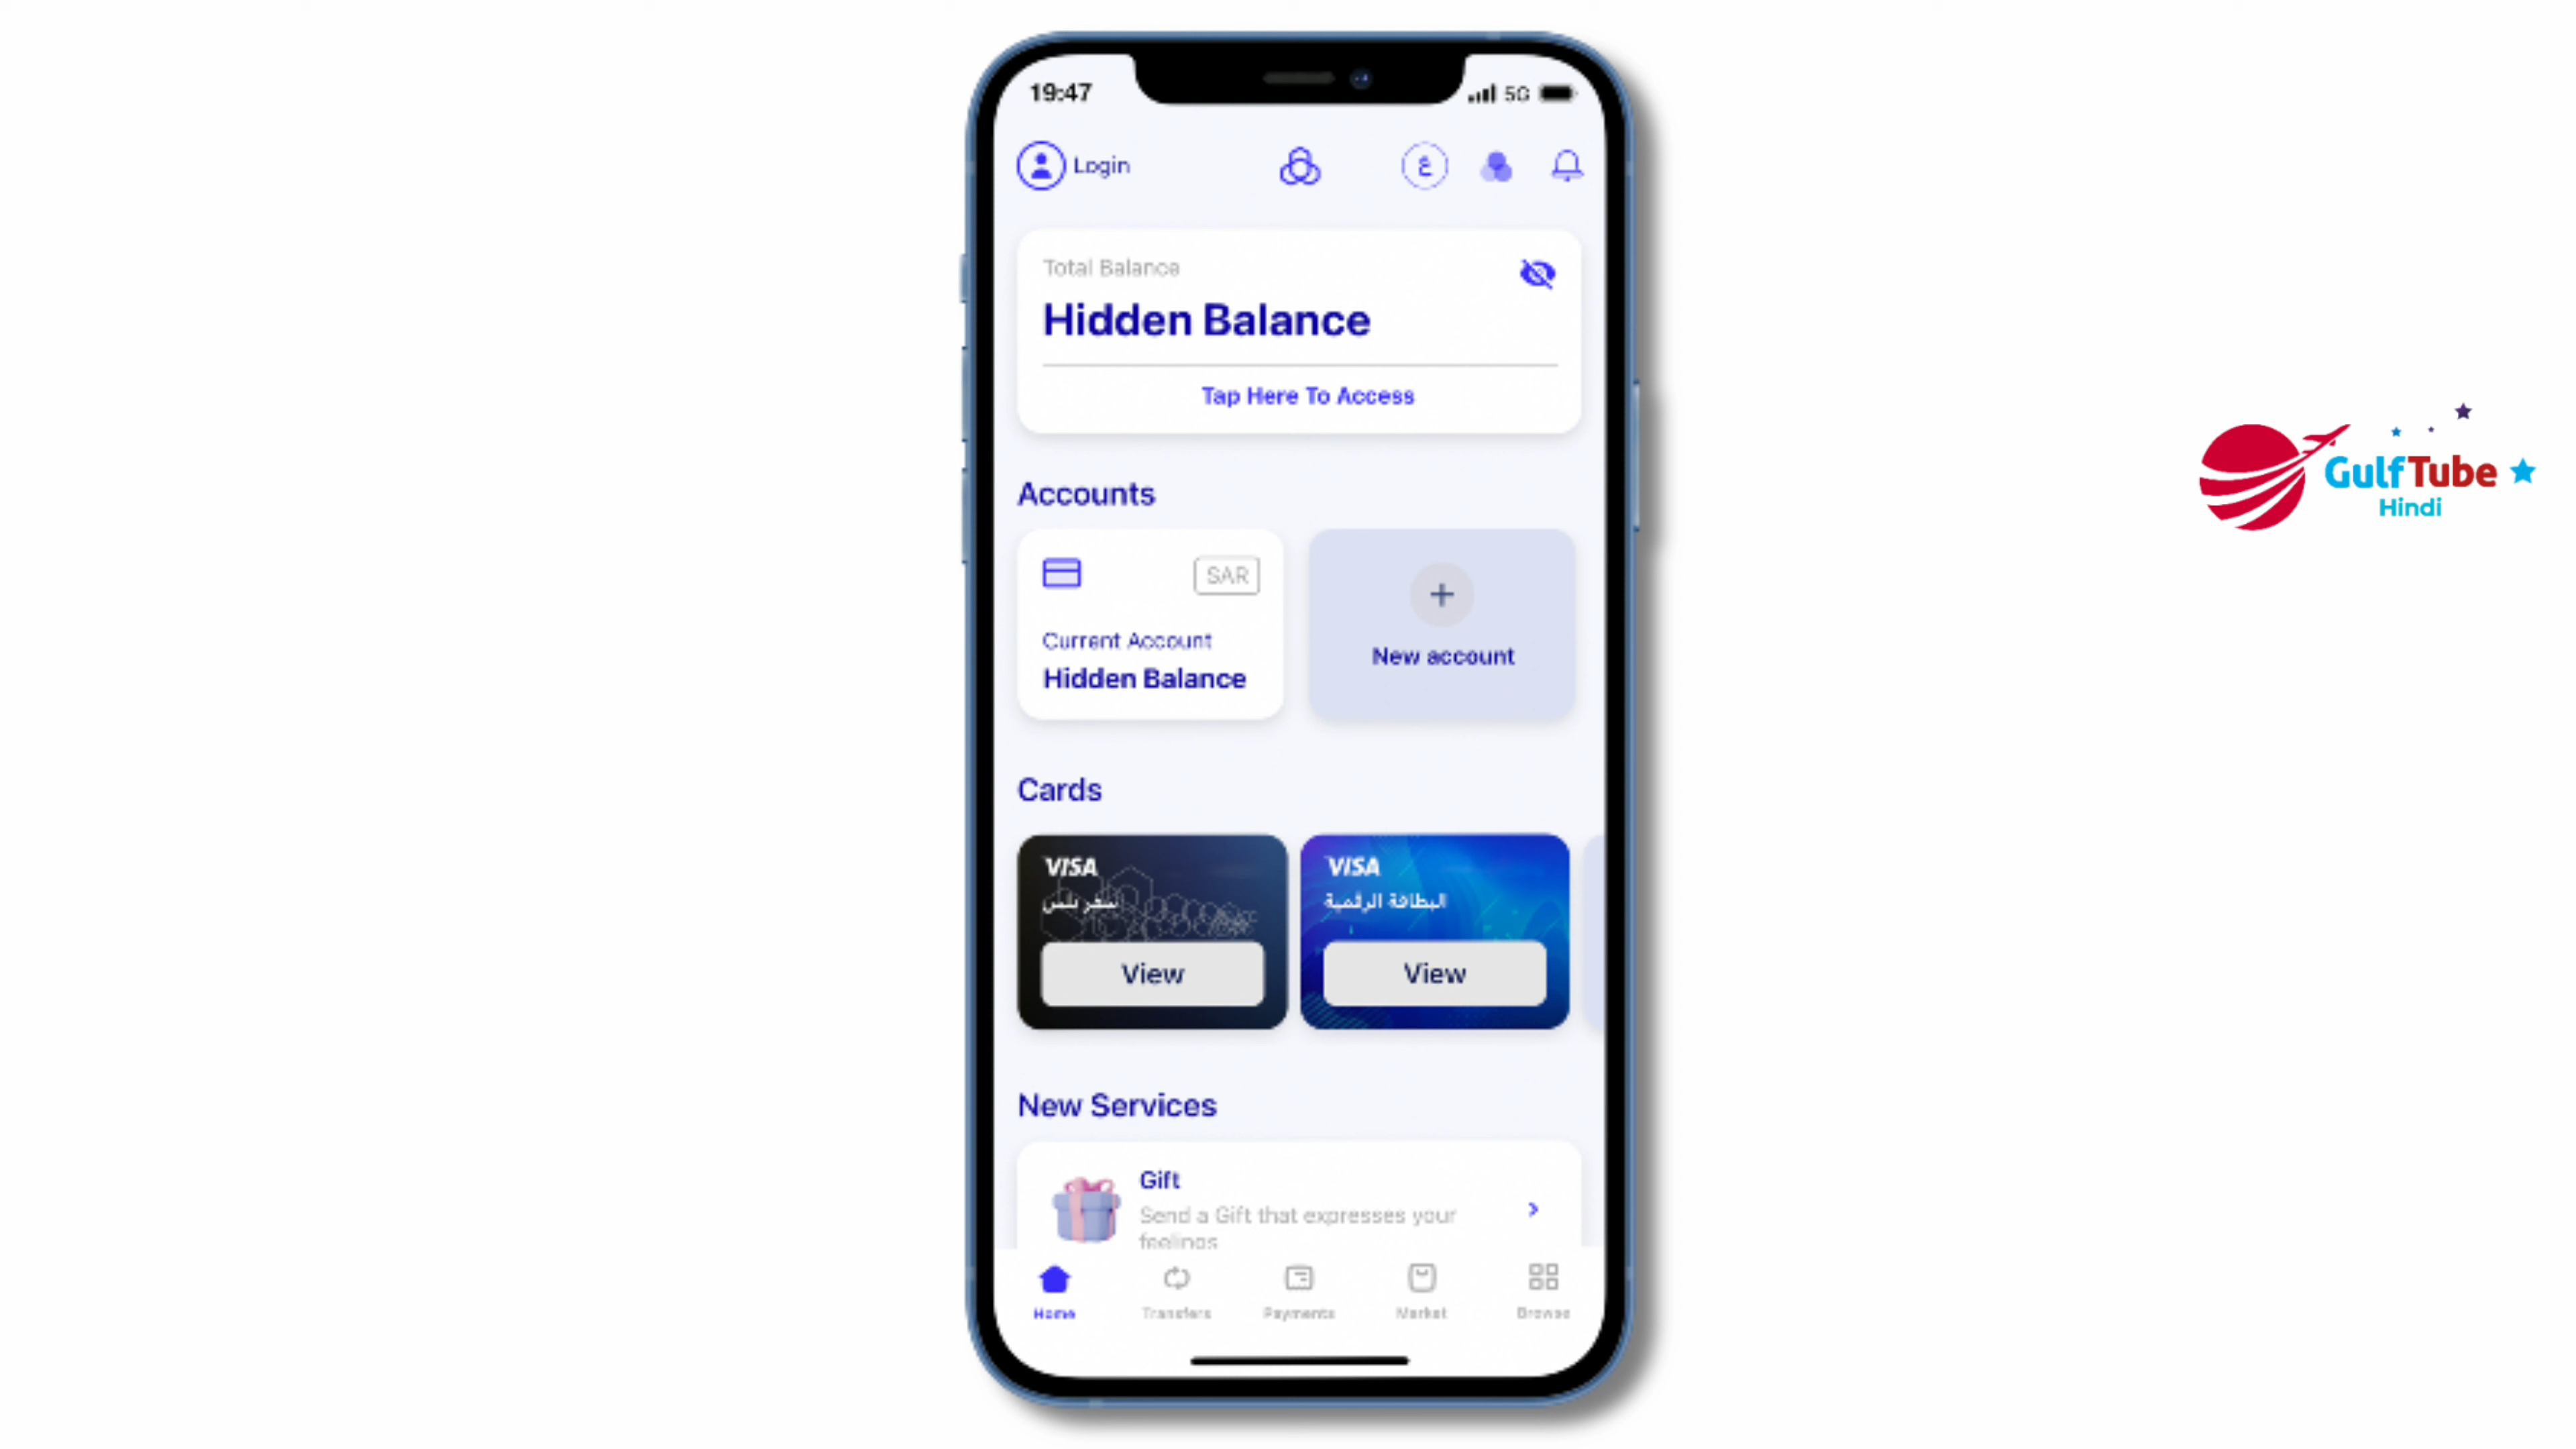 19:47
5G
Login
ع
Total Balance
Hidden Balance
Tap Here To Access
Accounts
SAR
Current Account
Hidden Balance
New account
Cards
VISA
سفر بلس
View
VISA
البطاقة الرقمية
View
New Services
Gift
Send a Gift that expresses your
feelings
Home
Transfers
Payments
Market
Browse
GulfTube
Hindi